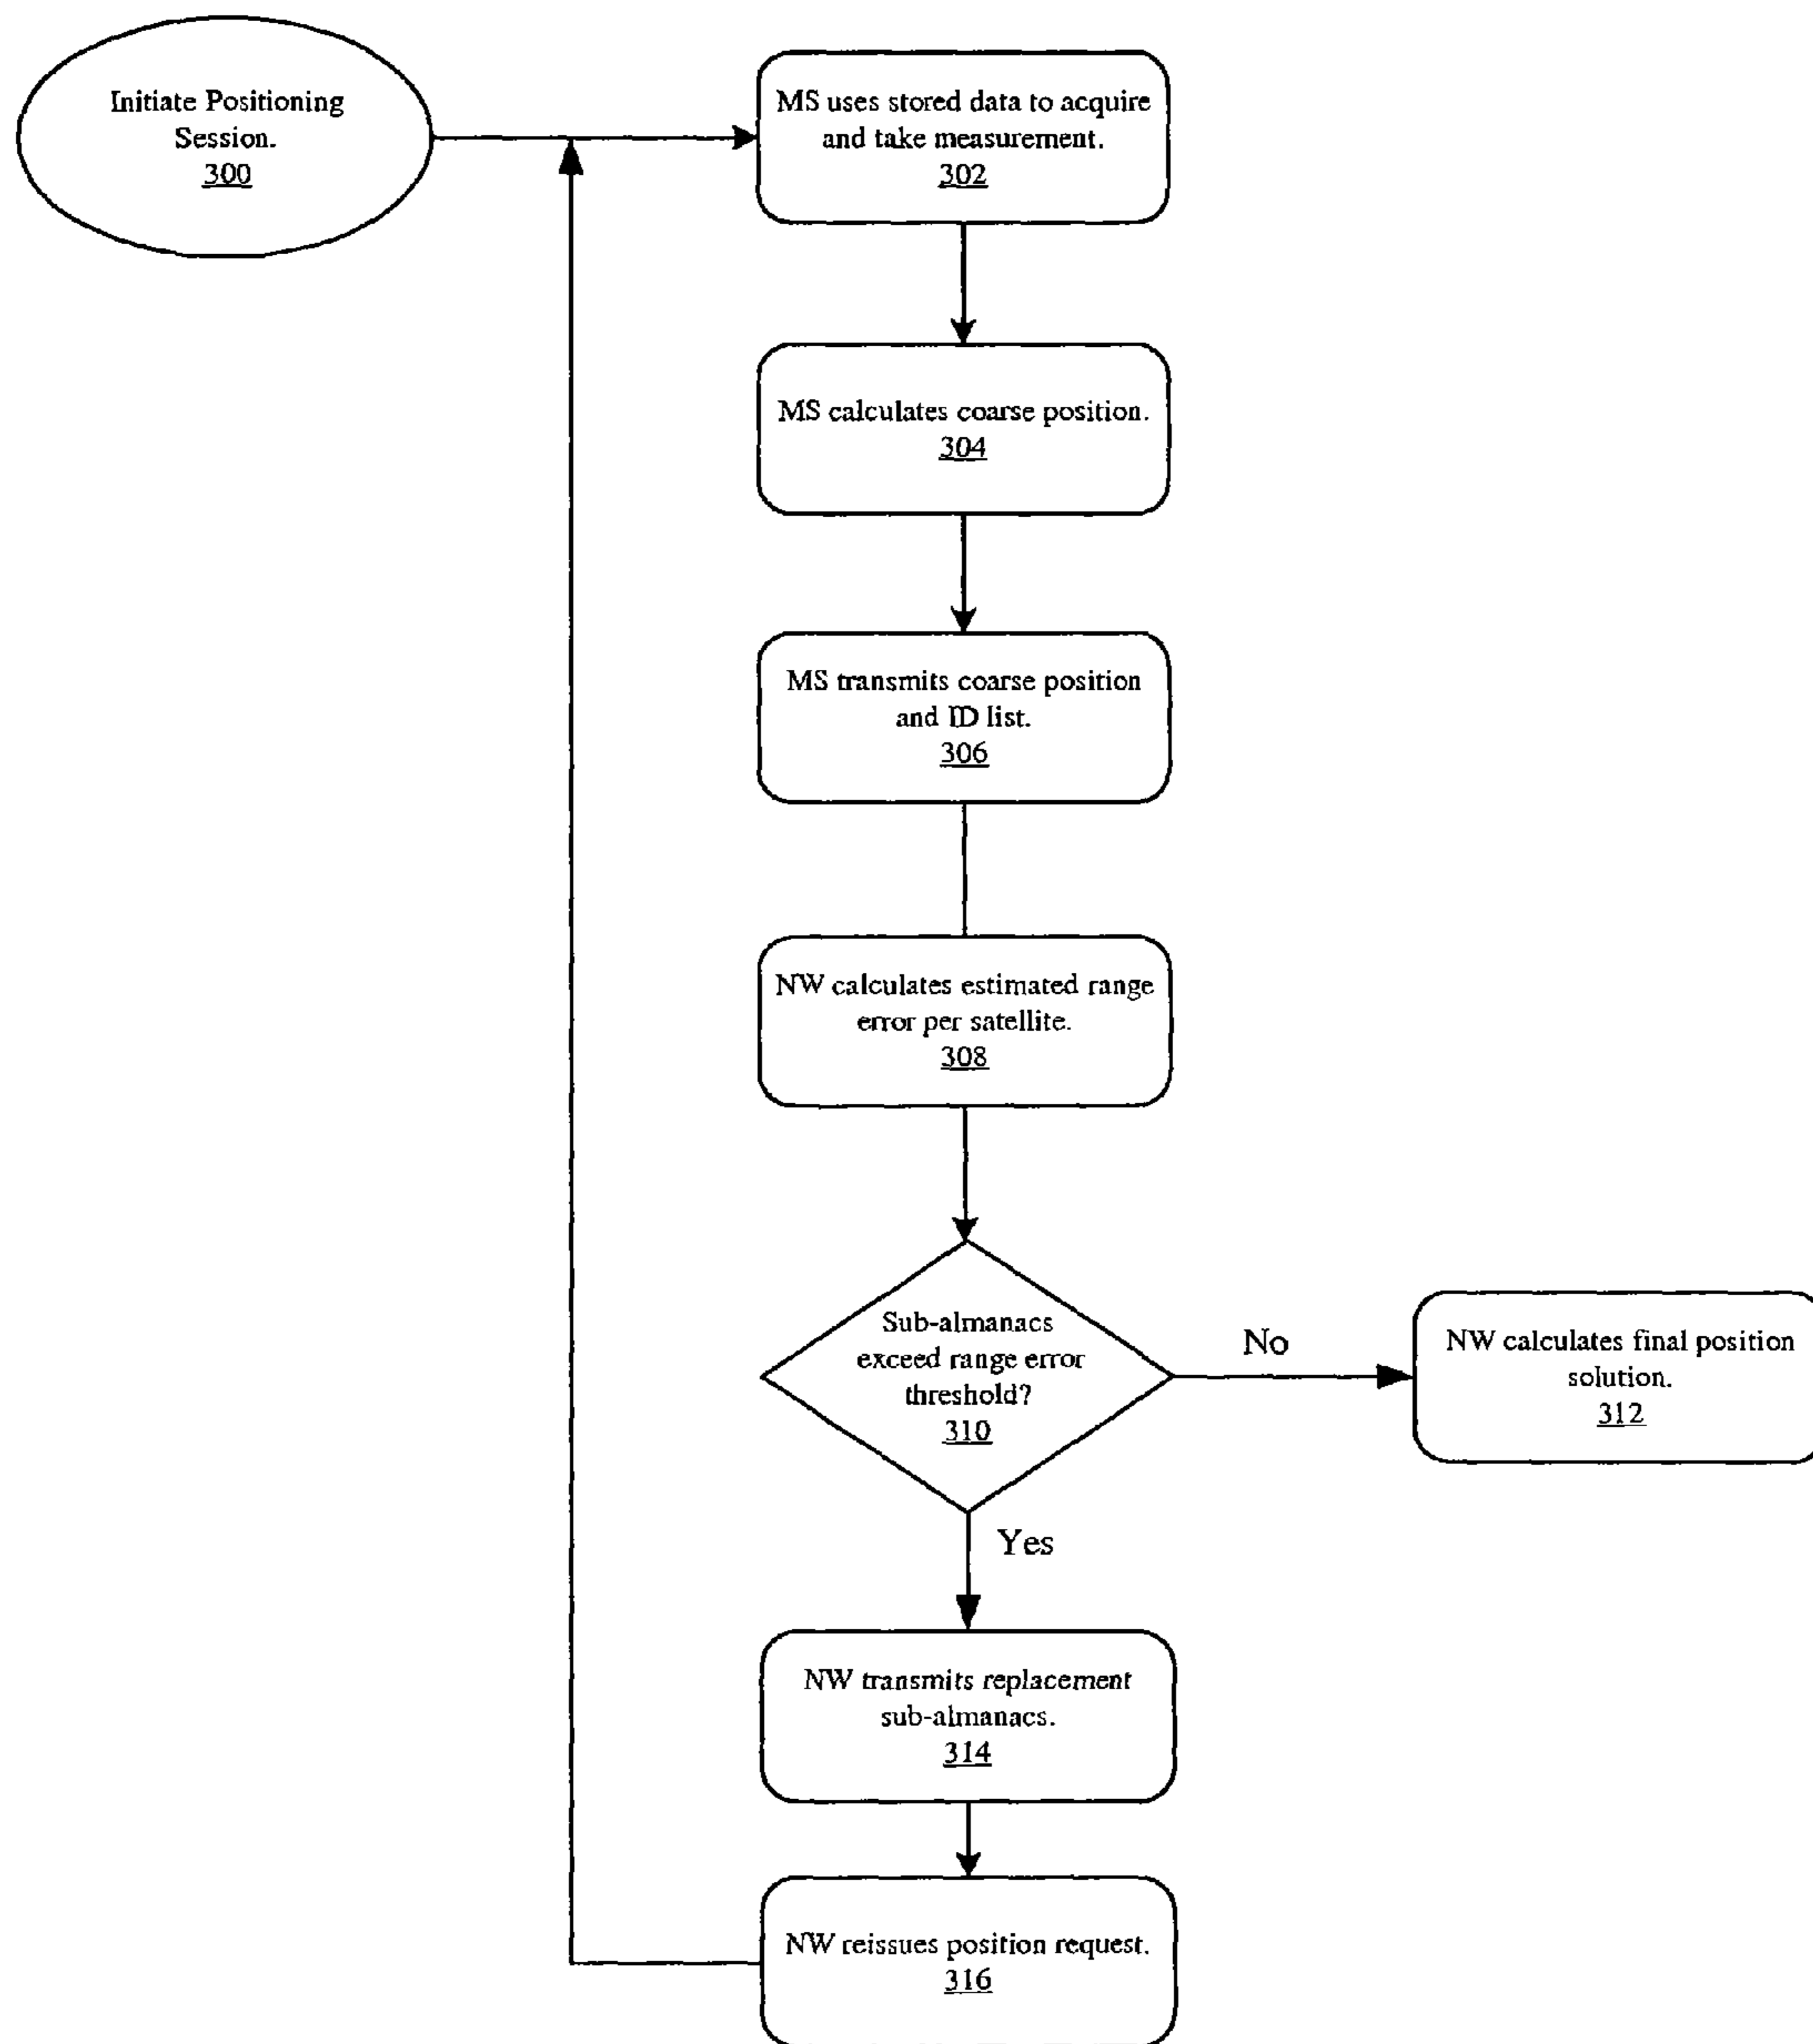 Initiate Positioning
Session.
300
MS uses stored data to acquire
and take measurement.
302
MS calculates coarse position.
304
MS transmits coarse position
and ID list.
306
NW calculates estimated range
error per satellite.
308
Sub-almanacs
exceed range error
threshold?
310
No
NW calculates final position
solution.
312
Yes
NW transmits replacement
sub-almanacs.
314
NW reissues position request.
316